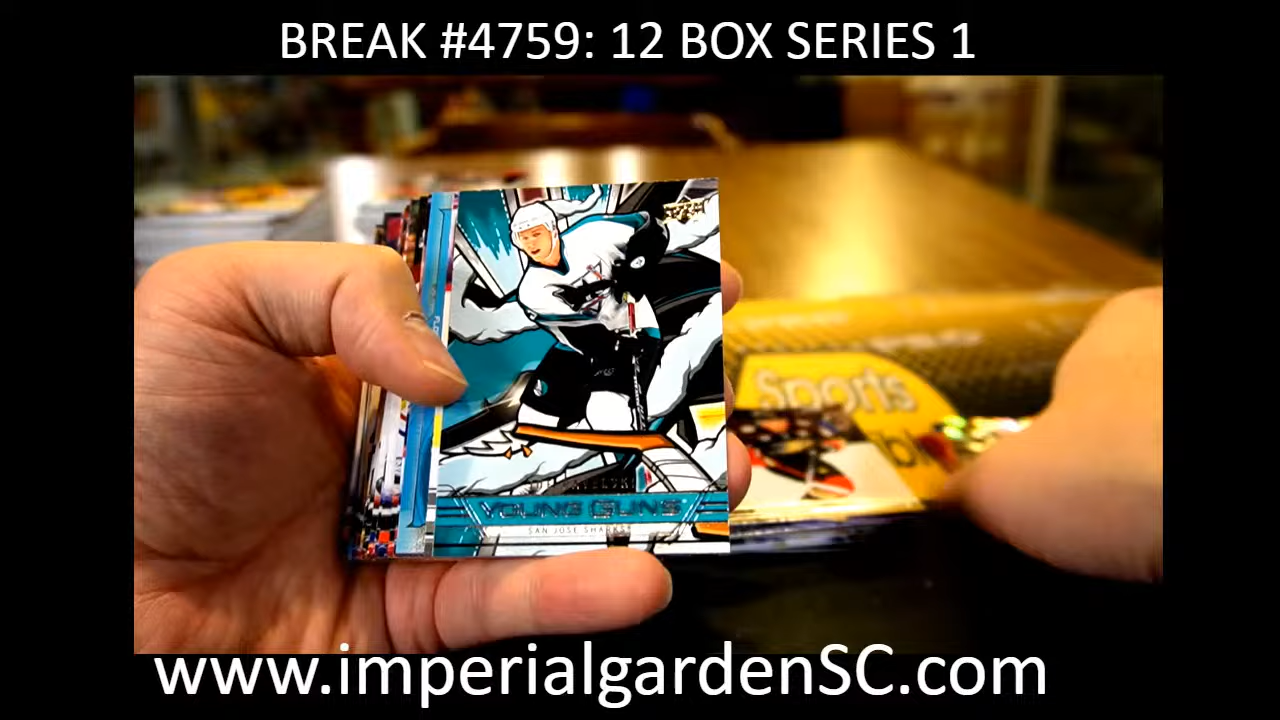 BREAK #4759: 12 BOX SERIES 1
Sports
YOUNG GUNS
SAN JOSE SHARKS
www.imperialgardenSC.com